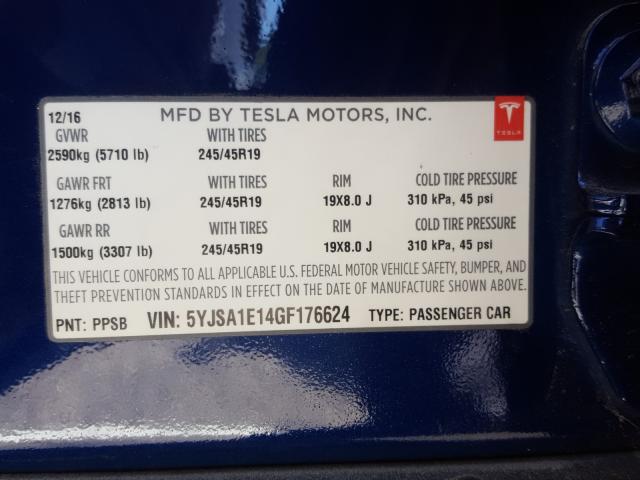 12/16 MFD BY TESLA MOTORS, INC.
GVWR WITH TIRES
2590kg (5710 lb) 245/45R19
TESLA
GAWR FRT WITH TIRES RIM COLD TIRE PRESSURE
1276kg (2813 lb) 245/45R19 19X8.0 J 310 kPa, 45 psi
GAWR RR WITH TIRES RIM COLD TIRE PRESSURE
1500kg (3307 lb) 245/45R19 19X8.0 J 310 kPa, 45 psi
THIS VEHICLE CONFORMS TO ALL APPLICABLE U.S. FEDERAL MOTOR VEHICLE SAFETY, BUMPER, AND
THEFT PREVENTION STANDARDS IN EFFECT ON THE DATE OF MANUFACTURE SHOWN ABOVE.
PNT: PPSB VIN: 5YJSA1E14GF176624 TYPE: PASSENGER CAR